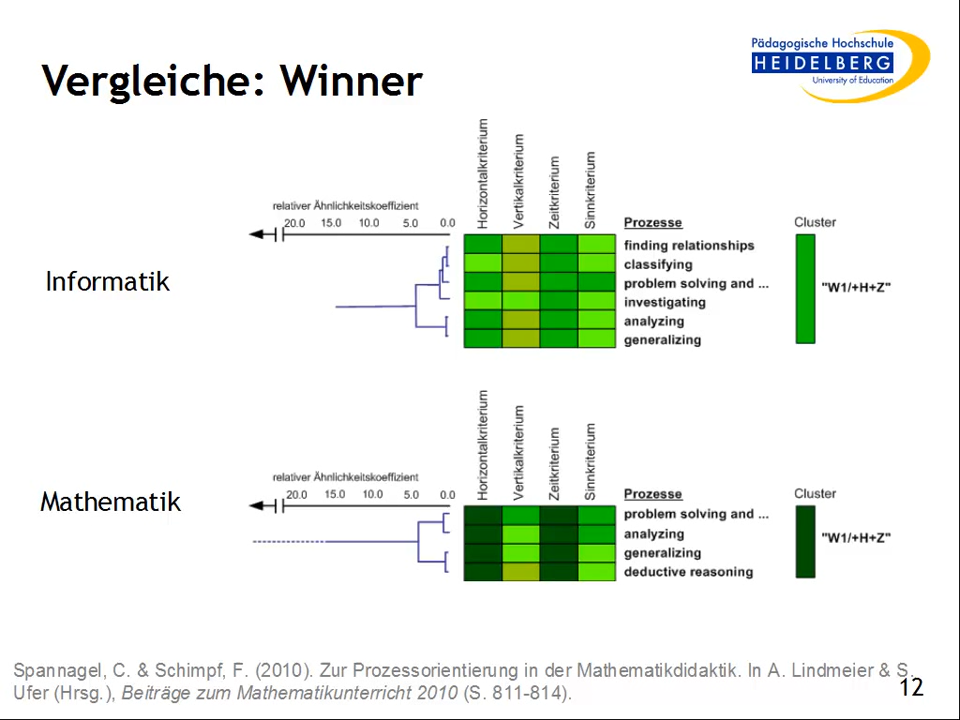 Vergleiche: Winner
Pädagogische Hochschule
HEIDELBERG
University of Education
Informatik
relativer Ähnlichkeitskoeffizient
20.0 15.0 10.0 5.0 0.0
Horizontalkriterium
Vertikalkriterium
Zeitkriterium
Sinnkriterium
Prozesse
finding relationships
classifying
problem solving and ...
investigating
analyzing
generalizing
Cluster
"W1/+H+Z"
Mathematik
relativer Ähnlichkeitskoeffizient
20.0 15.0 10.0 5.0 0.0
Horizontalkriterium
Vertikalkriterium
Zeitkriterium
Sinnkriterium
Prozesse
problem solving and ...
analyzing
generalizing
deductive reasoning
Cluster
"W1/+H+Z"
Spannagel, C. & Schimpf, F. (2010). Zur Prozessorientierung in der Mathematikdidaktik. In A. Lindmeier & S.
Ufer (Hrsg.), Beiträge zum Mathematikunterricht 2010 (S. 811-814).
12